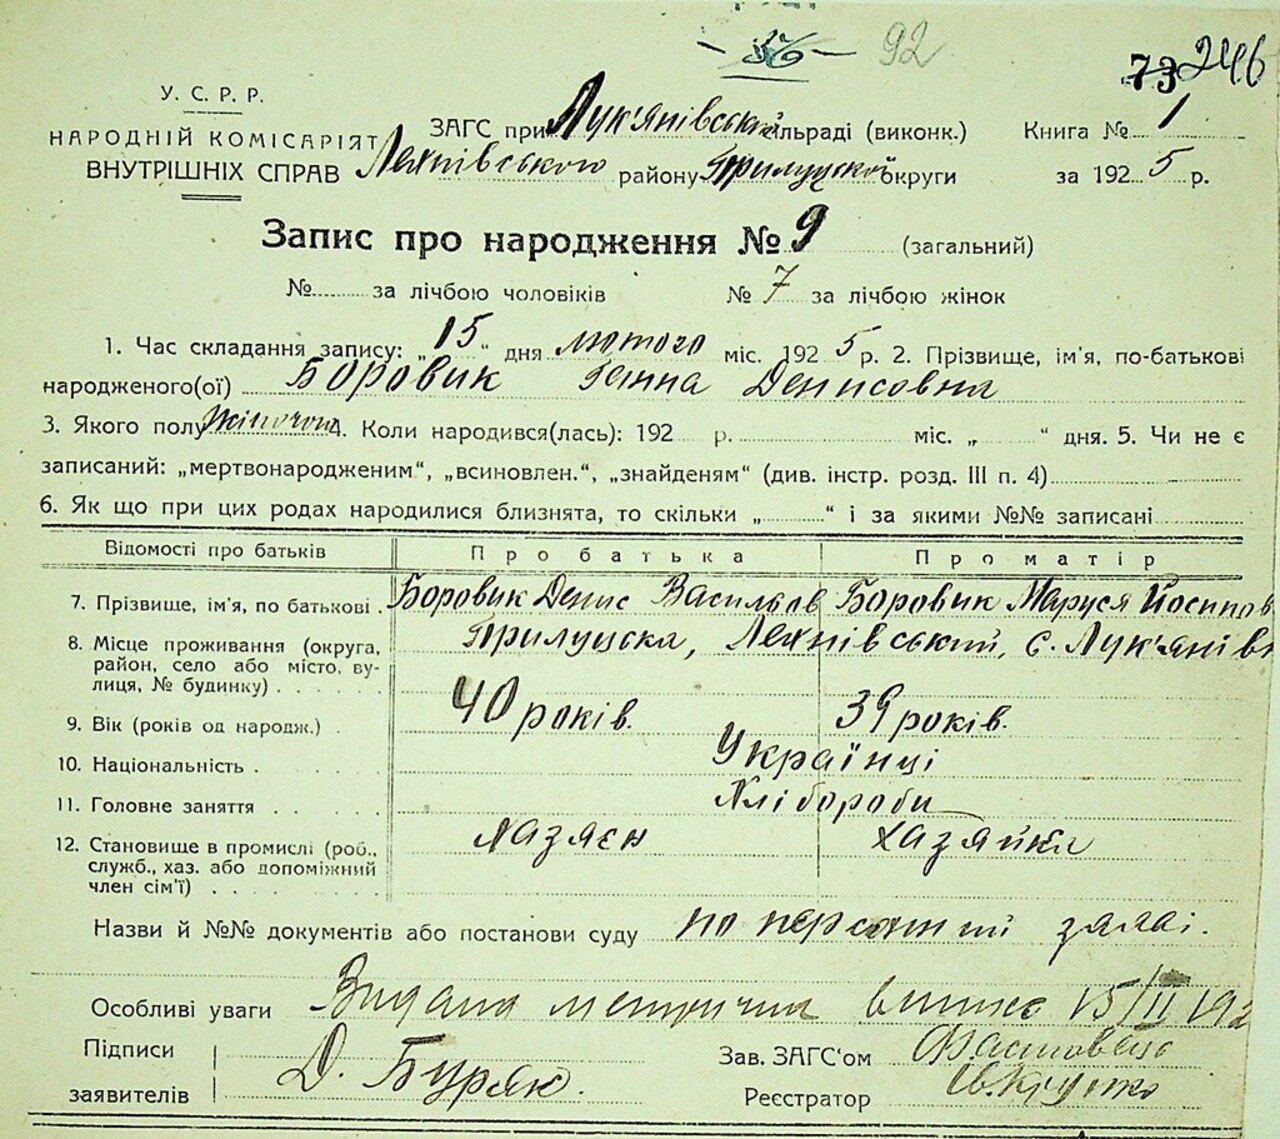 - 36 - 92
73 246
У. С. Р. Р.
НАРОДНІЙ КОМІСАРІЯТ
ВНУТРІШНІХ СПРАВ
ЗАГС при Лук'янівськ ільраді (виконк.) Книга № 1
Лехнівського району Прилуцької округи за 1925 р.
Запис про народження № 9 (загальний)
№ за лічбою чоловіків № 7 за лічбою жінок
1. Час складання запису: „15“ дня лютого міс. 1925 р. 2. Прізвище, ім'я, по-батькові
народженого(ої) Боровик Ганна Денисовна
3. Якого полу жіночого 4. Коли народився(лась): 192 р. міс. „ “ дня. 5. Чи не є
записаний: „мертвонародженим“, „всиновлен.“, „знайденям“ (див. інстр. розд. III п. 4)
6. Як що при цих родах народилися близнята, то скільки „ “ і за якими №№ записані
Відомості про батьків Про батька Про матір
7. Прізвище, ім'я, по батькові Боровик Денис Васильов Боровик Маруся Йосипов
8. Місце проживання (округа, Прилуцька, Лехнівський, с. Лук'янів
район, село або місто, ву-
лиця, № будинку)
9. Вік (років од народж.) 40 років. 39 років.
10. Національність Українці
11. Головне заняття Хлібороби
12. Становище в промислі (роб., Хазяєн Хазяйка
служб., хаз. або допоміжний
член сім'ї)
Назви й №№ документів або постанови суду по заяві.
Особливі уваги Видана метрична 15/II 192
Підписи Зав. ЗАГС'ом
заявителів Д. Буряк. Реєстратор